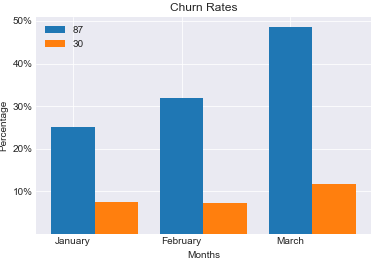 Churn Rates
50%
40%
30%
20%
10%
87
30
Percentage
January
February
March
Months